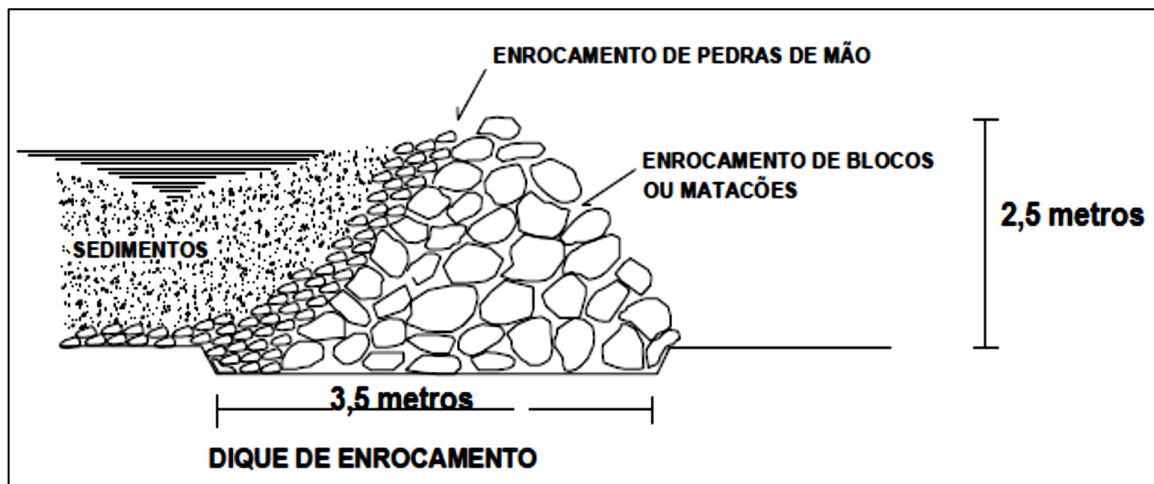 ENROCAMENTO DE PEDRAS DE MÃO
ENROCAMENTO DE BLOCOS
OU MATACÕES
2,5 metros
SEDIMENTOS
3,5 metros
DIQUE DE ENROCAMENTO